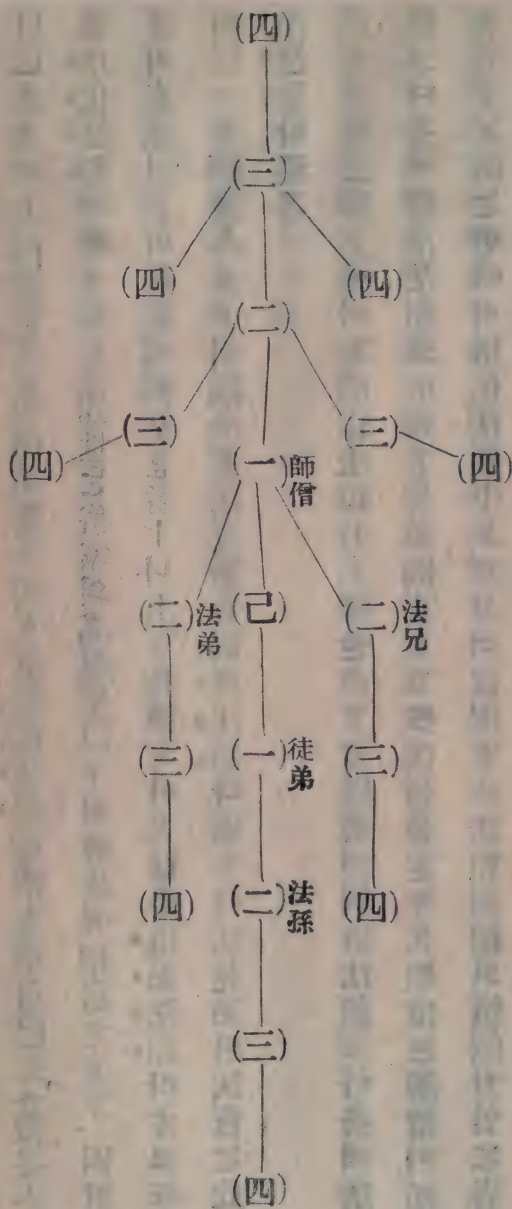 (四)
(三)
(四) (四)
(二)
(三) (三)
(四) (一)師僧 (四)
(二)法弟 (己) (二)法兄
(三) (一)徒弟 (三)
(四) (二)法孫 (四)
(三)
(四)